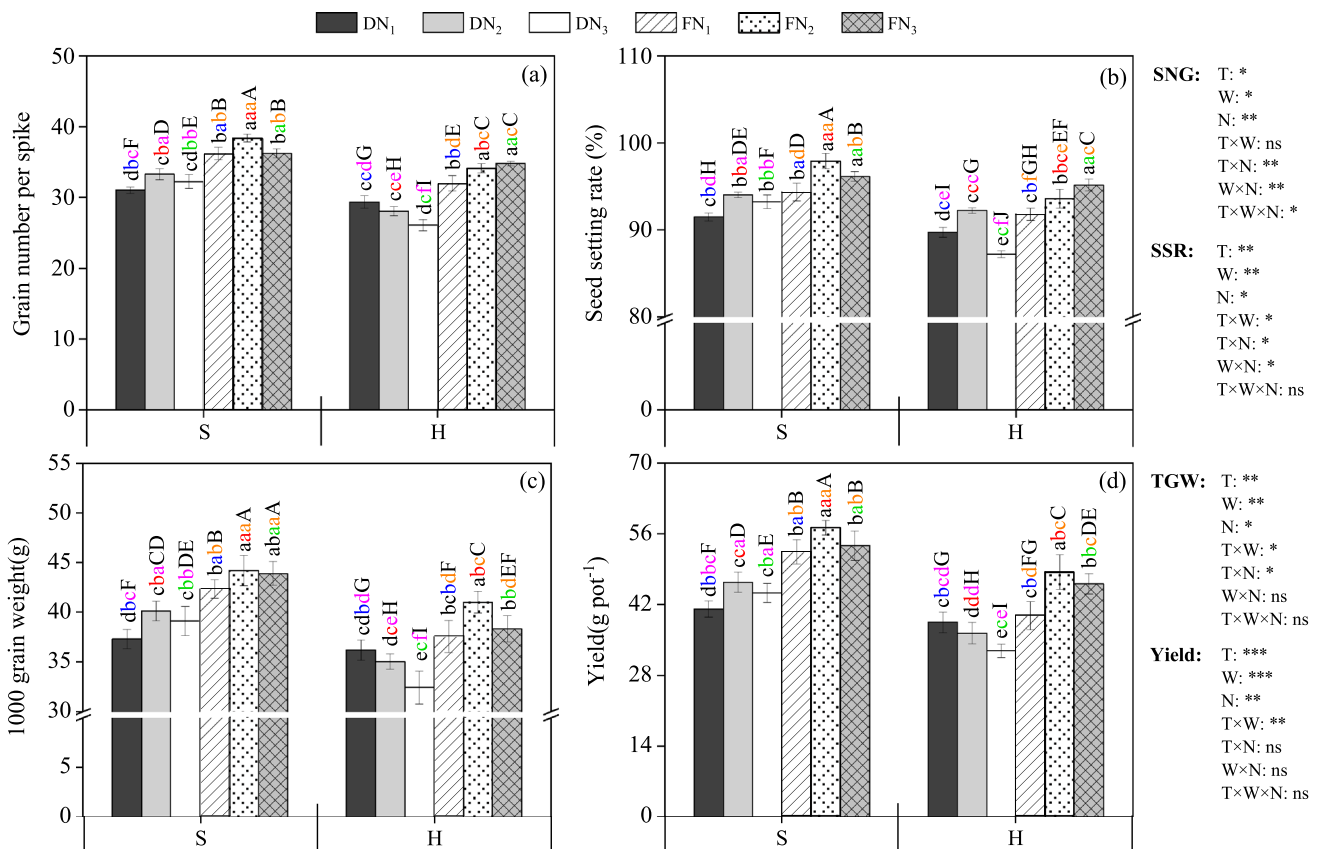 DN₁ DN₂ DN₃ FN₁ FN₂ FN₃
(a)
Grain number per spike
50
40
30
20
10
0
dbcF cbaD cdbbE babB aaaA babB
ccdG cceH dcfI bbdE abcC aacC
S H
(b)
Seed setting rate (%)
110
100
90
80
0
cbdH bbaDE bbbF badD aaaA aabB
dceI cccG ecfJ cbfGH bbceEF aacC
S H
SNG: T: *
W: *
N: **
T×W: ns
T×N: **
W×N: **
T×W×N: *
SSR: T: **
W: **
N: *
T×W: *
T×N: *
W×N: *
T×W×N: ns
(c)
1000 grain weight(g)
55
50
45
40
35
30
5
0
dbcF cbaCD cbbDE babB aaaA abaaA
cdbdG dceH ecfI bcbdF abcC bbdEF
S H
(d)
Yield(g pot⁻¹)
70
56
42
28
14
0
dbbcF ccaD cbaE babB aaaA babB
cbcdG dddH eceI cbdFG abcC bbcDE
S H
TGW: T: **
W: **
N: *
T×W: *
T×N: *
W×N: ns
T×W×N: ns
Yield: T: ***
W: ***
N: **
T×W: **
T×N: ns
W×N: ns
T×W×N: ns